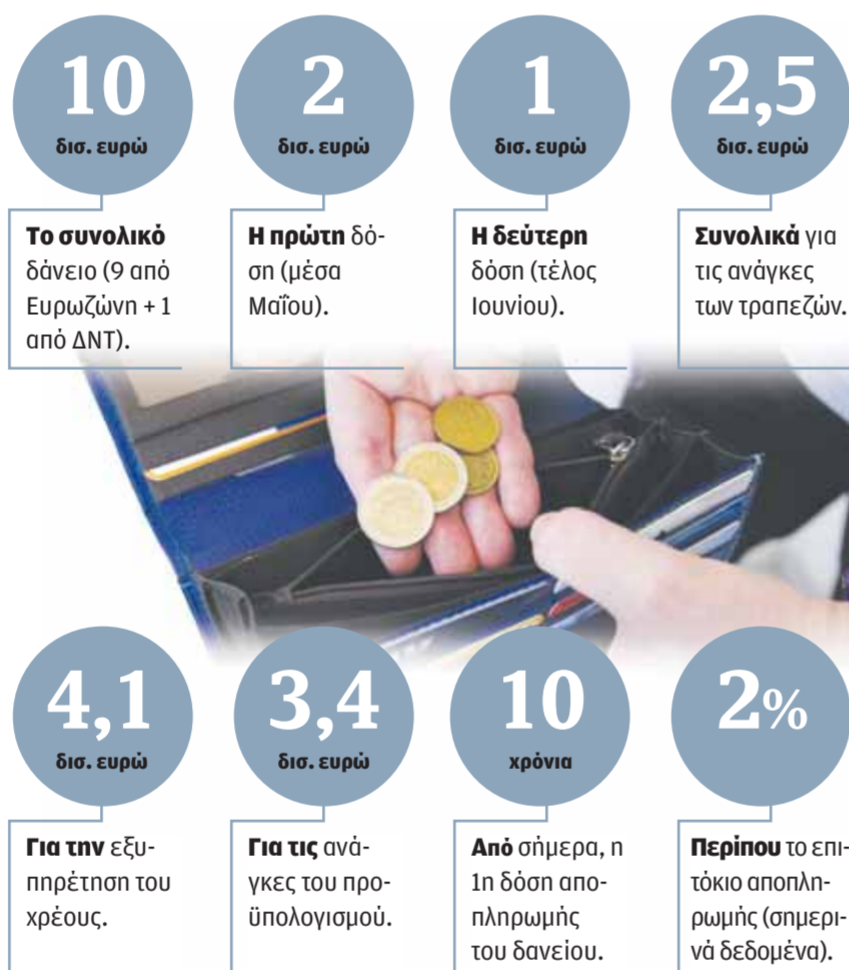 10
δισ. ευρώ
Το συνολικό
δάνειο (9 από
Ευρωζώνη + 1
από ΔΝΤ).
2
δισ. ευρώ
Η πρώτη δό-
ση (μέσα
Μαΐου).
1
δισ. ευρώ
Η δεύτερη
δόση (τέλος
Ιουνίου).
2,5
δισ. ευρώ
Συνολικά για
τις ανάγκες
των τραπεζών.
4,1
δισ. ευρώ
Για την εξυ-
πηρέτηση του
χρέους.
3,4
δισ. ευρώ
Για τις ανά-
γκες του προ-
ϋπολογισμού.
10
χρόνια
Από σήμερα, η
1η δόση απο-
πληρωμής
του δανείου.
2%
Περίπου το επι-
τόκιο αποπλη-
ρωμής (σημερι-
νά δεδομένα).